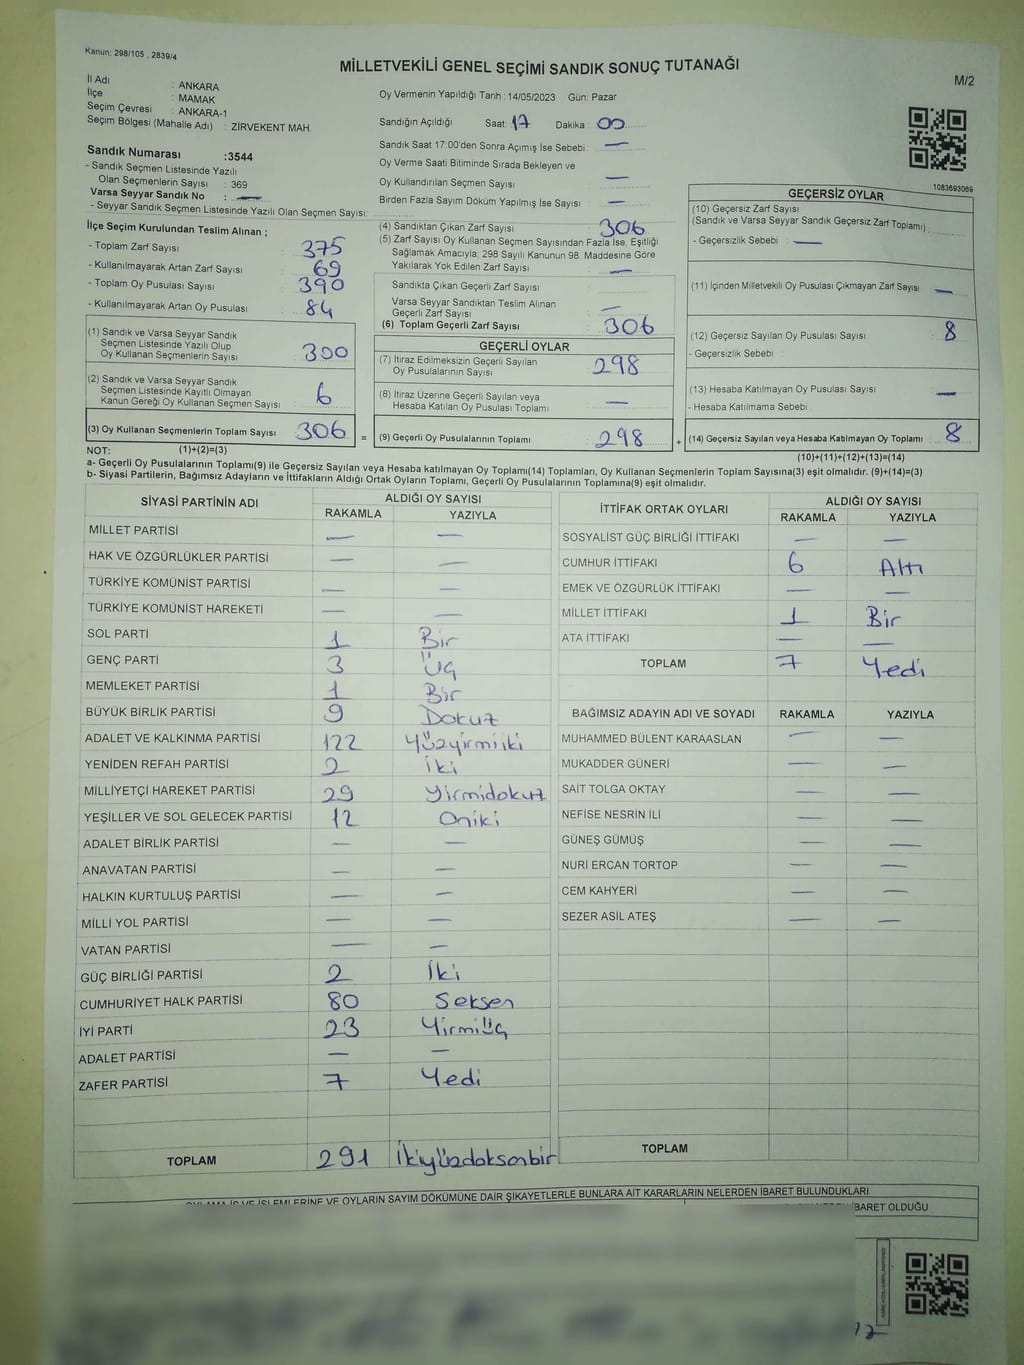 Kanun: 298/105 , 2839/4
MİLLETVEKİLİ GENEL SEÇİMİ SANDIK SONUÇ TUTANAĞI
M/2
İl Adı : ANKARA
İlçe : MAMAK
Seçim Çevresi : ANKARA-1
Seçim Bölgesi (Mahalle Adı) : ZİRVEKENT MAH.
Oy Vermenin Yapıldığı Tarih : 14/05/2023 Gün: Pazar
Sandığın Açıldığı Saat: 17 Dakika 00
Sandık Saat 17:00'den Sonra Açımış İse Sebebi : —
Oy Verme Saati Bitiminde Sırada Bekleyen ve
Oy Kullandırılan Seçmen Sayısı : —
Birden Fazla Sayım Döküm Yapılmış İse Sayısı : —
Sandık Numarası :3544
- Sandık Seçmen Listesinde Yazılı
Olan Seçmenlerin Sayısı : 369
Varsa Seyyar Sandık No : —
- Seyyar Sandık Seçmen Listesinde Yazılı Olan Seçmen Sayısı:
İlçe Seçim Kurulundan Teslim Alınan ;
- Toplam Zarf Sayısı : 375
- Kullanılmayarak Artan Zarf Sayısı : 69
- Toplam Oy Pusulası Sayısı : 390
- Kullanılmayarak Artan Oy Pusulası : 84
(1) Sandık ve Varsa Seyyar Sandık
Seçmen Listesinde Yazılı Olup
Oy Kullanan Seçmenlerin Sayısı : 300
(2) Sandık ve Varsa Seyyar Sandık
Seçmen Listesinde Kayıtlı Olmayan
Kanun Gereği Oy Kullanan Seçmen Sayısı : 6
(3) Oy Kullanan Seçmenlerin Toplam Sayısı : 306 =
(4) Sandıktan Çıkan Zarf Sayısı : 306
(5) Zarf Sayısı Oy Kullanan Seçmen Sayısından Fazla İse, Eşitliği
Sağlamak Amacıyla; 298 Sayılı Kanunun 98. Maddesine Göre
Yakılarak Yok Edilen Zarf Sayısı : —
Sandıkta Çıkan Geçerli Zarf Sayısı :
Varsa Seyyar Sandıktan Teslim Alınan
Geçerli Zarf Sayısı : —
(6) Toplam Geçerli Zarf Sayısı : 306
GEÇERLİ OYLAR
(7) İtiraz Edilmeksizin Geçerli Sayılan
Oy Pusulalarının Sayısı : 298
(8) İtiraz Üzerine Geçerli Sayılan veya
Hesaba Katılan Oy Pusulası Toplamı : —
(9) Geçerli Oy Pusulalarının Toplamı : 298 +
1083693069
GEÇERSİZ OYLAR
(10) Geçersiz Zarf Sayısı
(Sandık ve Varsa Seyyar Sandık Geçersiz Zarf Toplamı) :
- Geçersizlik Sebebi : —
(11) İçinden Milletvekili Oy Pusulası Çıkmayan Zarf Sayısı : —
(12) Geçersiz Sayılan Oy Pusulası Sayısı : 8
- Geçersizlik Sebebi :
(13) Hesaba Katılmayan Oy Pusulası Sayısı : —
- Hesaba Katılmama Sebebi :
(14) Geçersiz Sayılan veya Hesaba Katılmayan Oy Toplamı : 8
NOT: (1)+(2)=(3)
(10)+(11)+(12)+(13)=(14)
a- Geçerli Oy Pusulalarının Toplamı(9) ile Geçersiz Sayılan veya Hesaba katılmayan Oy Toplamı(14) Toplamları, Oy Kullanan Seçmenlerin Toplam Sayısına(3) eşit olmalıdır. (9)+(14)=(3)
b- Siyasi Partilerin, Bağımsız Adayların ve İttifakların Aldığı Ortak Oyların Toplamı, Geçerli Oy Pusulalarının Toplamına(9) eşit olmalıdır.
SİYASİ PARTİNİN ADI ALDIĞI OY SAYISI
RAKAMLA YAZIYLA
MİLLET PARTİSİ — —
HAK VE ÖZGÜRLÜKLER PARTİSİ — —
TÜRKİYE KOMÜNİST PARTİSİ — —
TÜRKİYE KOMÜNİST HAREKETİ — —
SOL PARTİ 1 Bir
GENÇ PARTİ 3 Üç
MEMLEKET PARTİSİ 1 Bir
BÜYÜK BİRLİK PARTİSİ 9 Dokuz
ADALET VE KALKINMA PARTİSİ 122 Yüzyirmiiki
YENİDEN REFAH PARTİSİ 2 İki
MİLLİYETÇİ HAREKET PARTİSİ 29 Yirmidokuz
YEŞİLLER VE SOL GELECEK PARTİSİ 12 Oniki
ADALET BİRLİK PARTİSİ — —
ANAVATAN PARTİSİ — —
HALKIN KURTULUŞ PARTİSİ — —
MİLLİ YOL PARTİSİ — —
VATAN PARTİSİ — —
GÜÇ BİRLİĞİ PARTİSİ 2 İki
CUMHURİYET HALK PARTİSİ 80 Seksen
İYİ PARTİ 23 Yirmiüç
ADALET PARTİSİ — —
ZAFER PARTİSİ 7 Yedi
TOPLAM 291 İkiyüzdoksanbir
İTTİFAK ORTAK OYLARI ALDIĞI OY SAYISI
RAKAMLA YAZIYLA
SOSYALİST GÜÇ BİRLİĞİ İTTİFAKI — —
CUMHUR İTTİFAKI 6 Altı
EMEK VE ÖZGÜRLÜK İTTİFAKI — —
MİLLET İTTİFAKI 1 Bir
ATA İTTİFAKI — —
TOPLAM 7 Yedi
BAĞIMSIZ ADAYIN ADI VE SOYADI RAKAMLA YAZIYLA
MUHAMMED BÜLENT KARAASLAN — —
MUKADDER GÜNERİ — —
SAİT TOLGA OKTAY — —
NEFİSE NESRİN İLİ — —
GÜNEŞ GÜMÜŞ — —
NURİ ERCAN TORTOP — —
CEM KAHYERİ — —
SEZER ASİL ATEŞ — —
TOPLAM
OYLAMA İŞ VE İŞLEMLERİNE VE OYLARIN SAYIM DÖKÜMÜNE DAİR ŞİKAYETLERLE BUNLARA AİT KARARLARIN NELERDEN İBARET BULUNDUKLARI
İBARET OLDUĞU